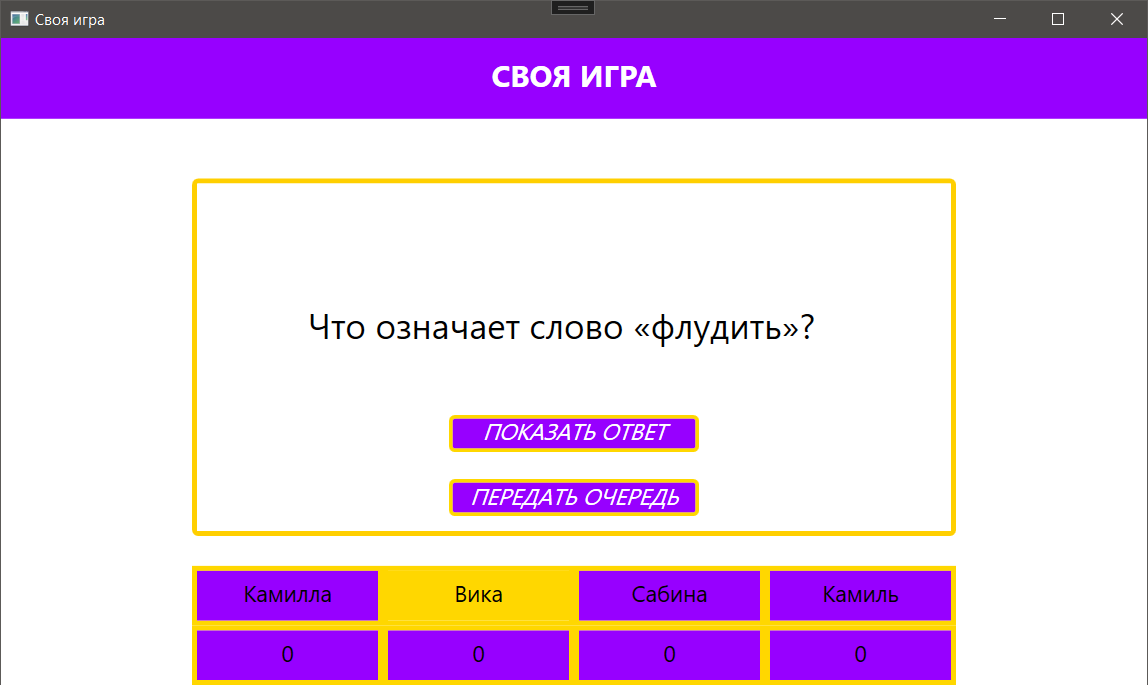 Своя игра
СВОЯ ИГРА
Что означает слово «флудить»?
ПОКАЗАТЬ ОТВЕТ
ПЕРЕДАТЬ ОЧЕРЕДЬ
Камилла Вика Сабина Камиль
0 0 0 0